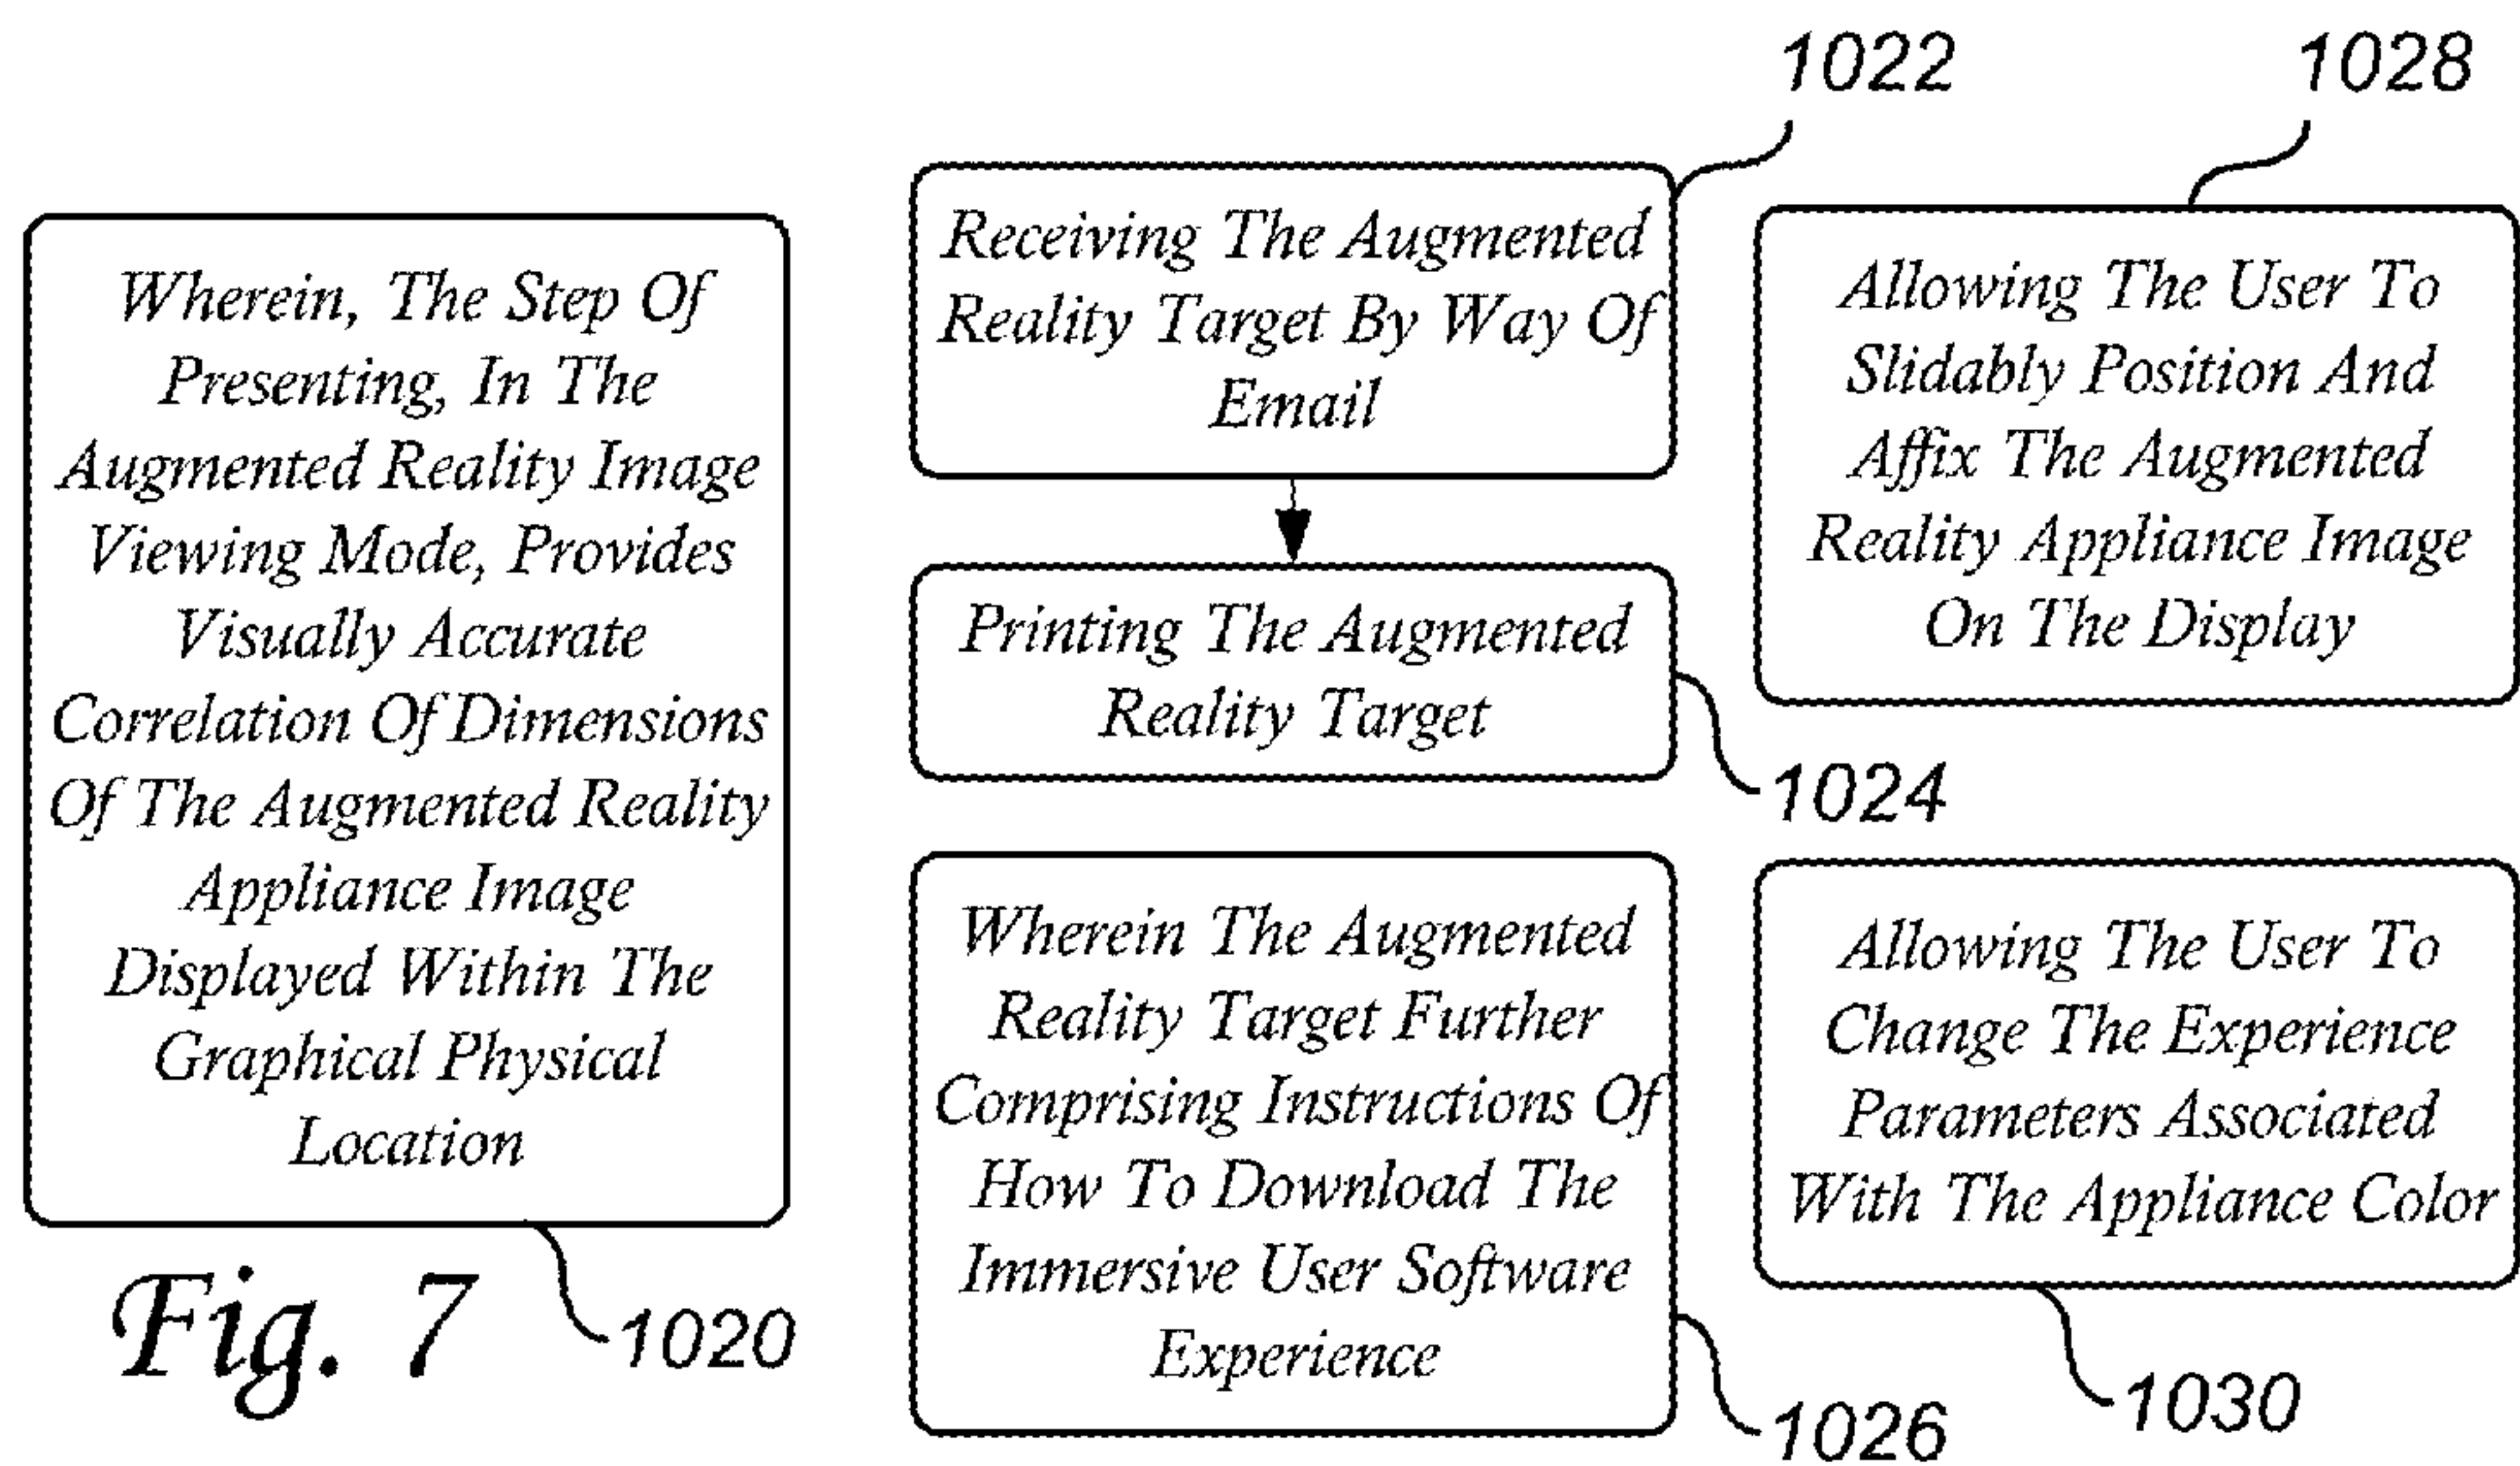 Wherein, The Step Of
Presenting, In The
Augmented Reality Image
Viewing Mode, Provides
Visually Accurate
Correlation Of Dimensions
Of The Augmented Reality
Appliance Image
Displayed Within The
Graphical Physical
Location
1020
Fig. 7
1022
Receiving The Augmented
Reality Target By Way Of
Email
Printing The Augmented
Reality Target
1024
Wherein The Augmented
Reality Target Further
Comprising Instructions Of
How To Download The
Immersive User Software
Experience
1026
1028
Allowing The User To
Slidably Position And
Affix The Augmented
Reality Appliance Image
On The Display
Allowing The User To
Change The Experience
Parameters Associated
With The Appliance Color
1030